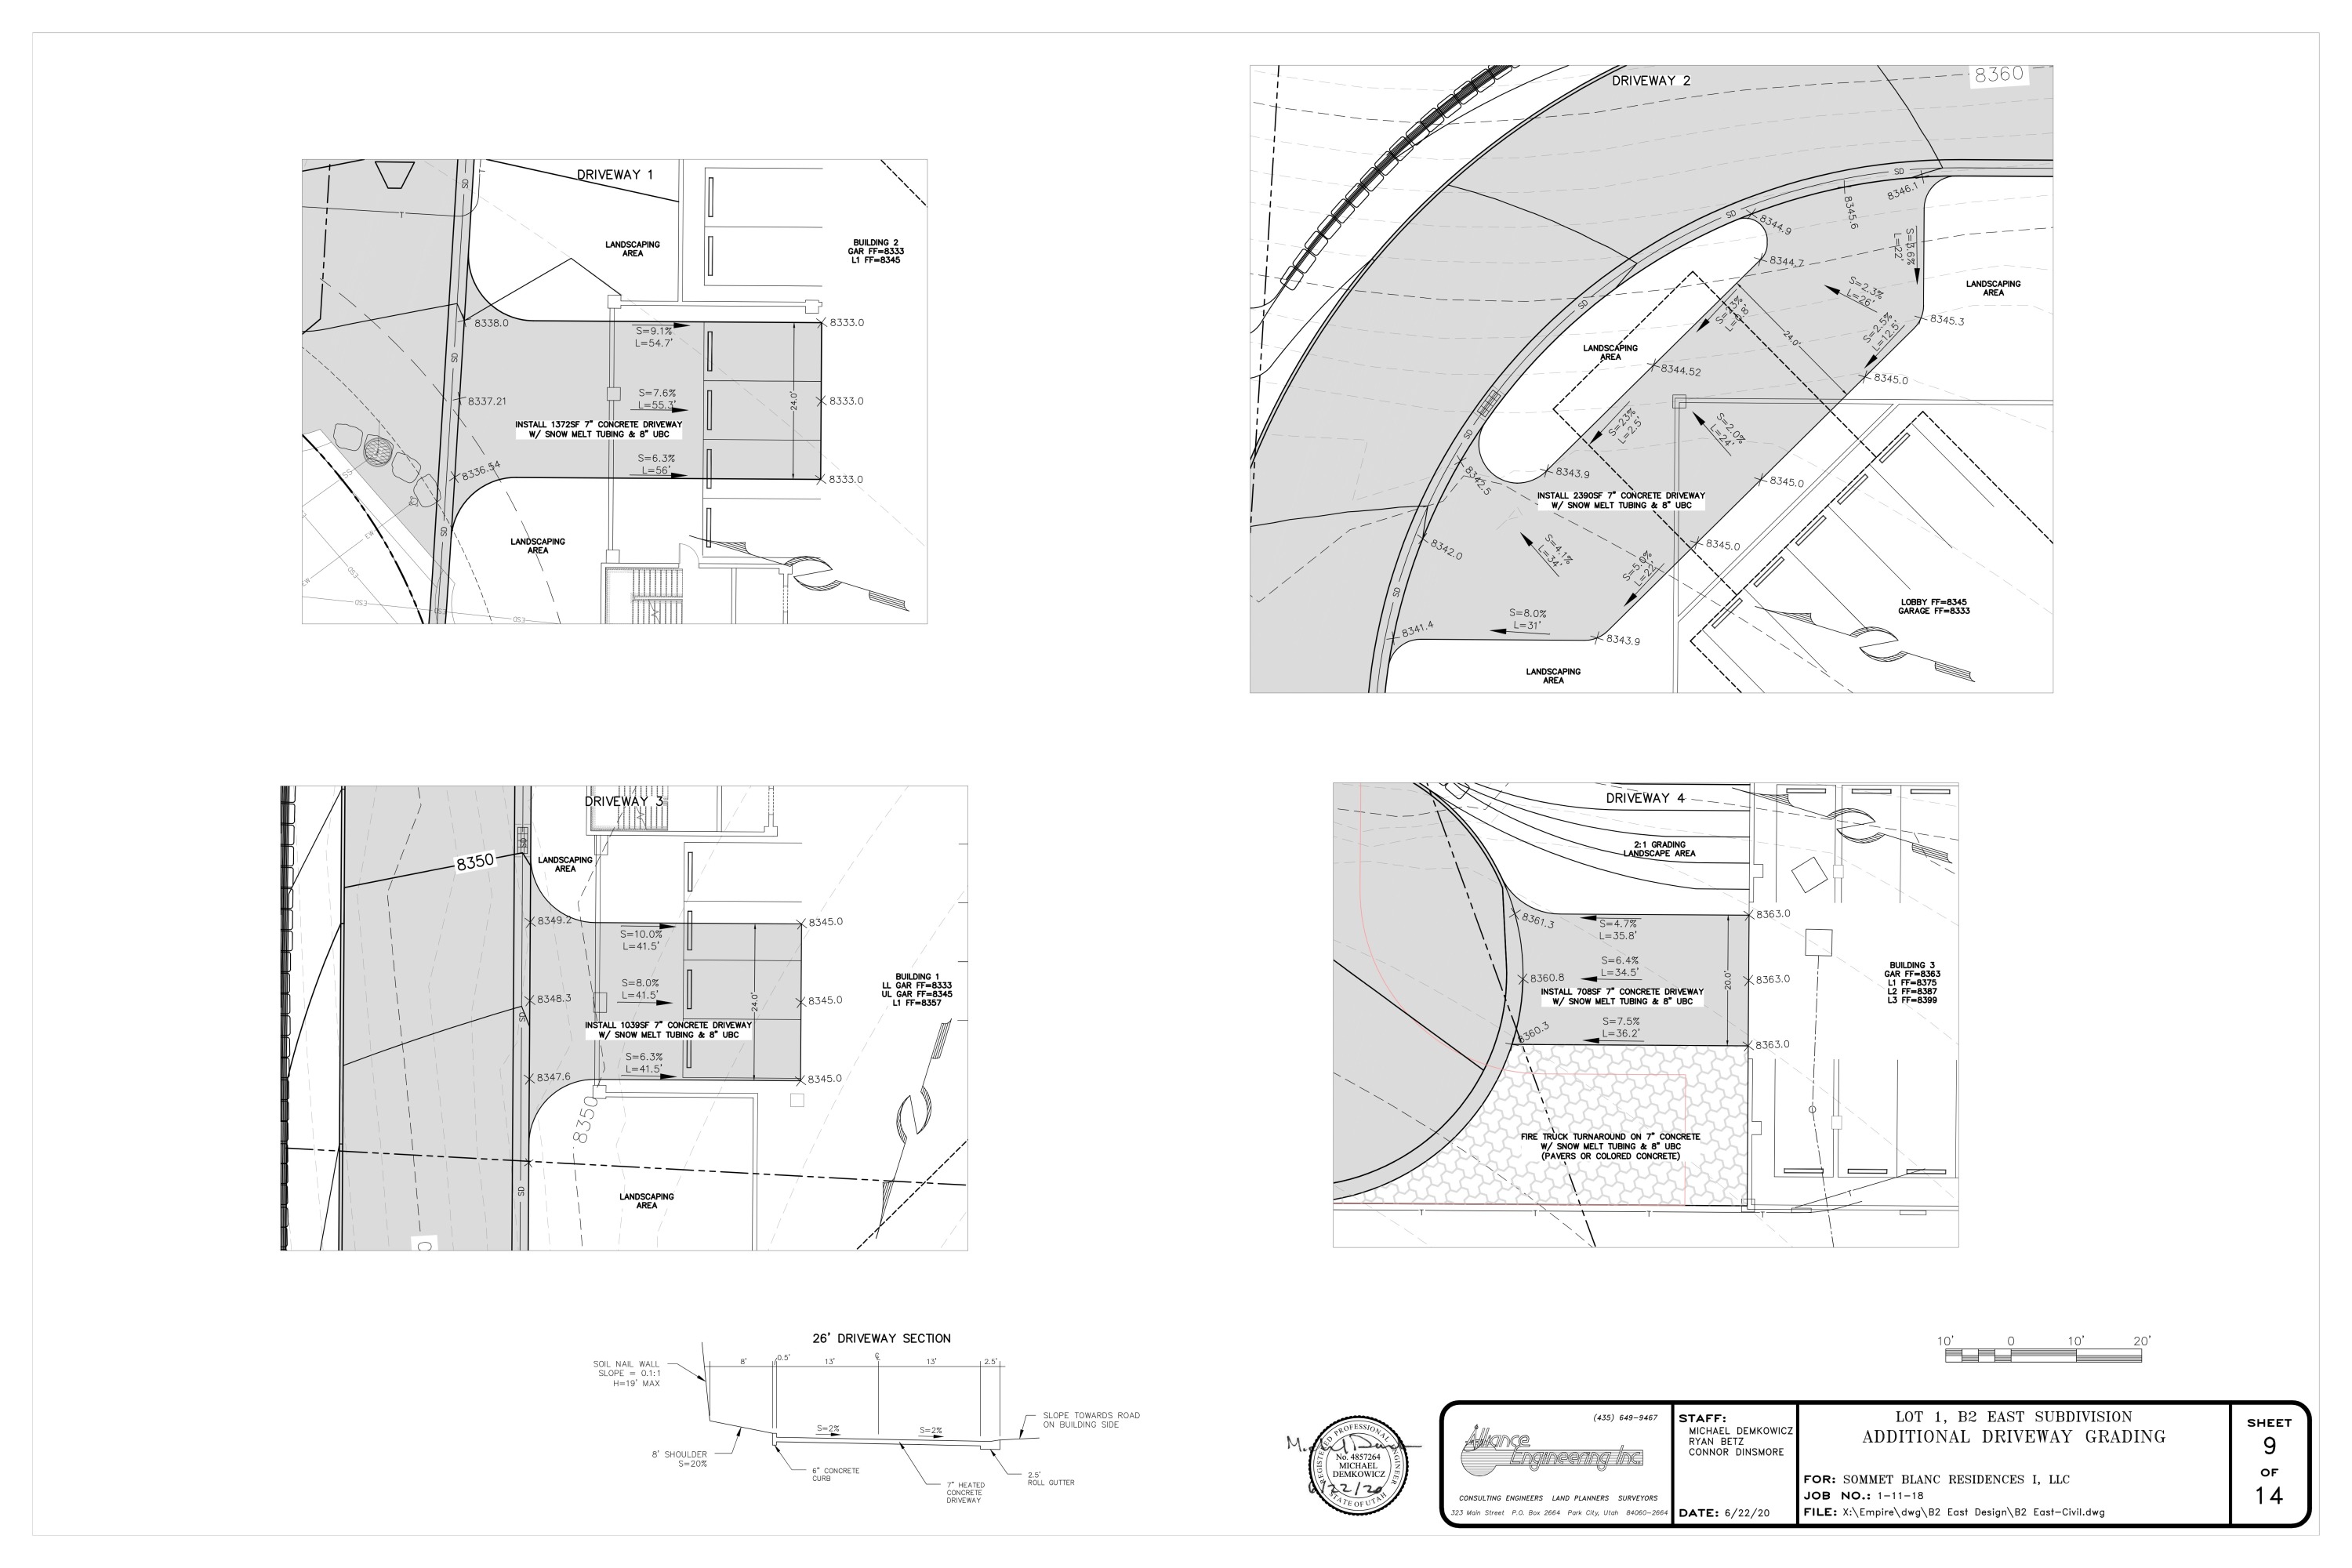 DRIVEWAY 1
SD
T
LANDSCAPING
AREA
BUILDING 2
GAR FF=8333
L1 FF=8345
8338.0
S=9.1%
L=54.7'
8333.0
SD
8337.21
S=7.6%
L=55.3'
24.0'
8333.0
INSTALL 1372SF 7" CONCRETE DRIVEWAY
W/ SNOW MELT TUBING & 8" UBC
SS
8336.54
S=6.3%
L=56'
8333.0
SD
EW
LANDSCAPING
AREA
ESD
EW
ESD
ESD
ESD
DRIVEWAY 2
8360
SD
8346.1
8345.6
SD
8344.9
8344.7
S=3.6%
L=22'
S=2.3%
L=26'
LANDSCAPING
AREA
SD
8345.3
S=2.5%
L=12.5'
24.0'
LANDSCAPING
AREA
8344.52
8345.0
SD
S=2.3%
L=2.5'
S=2.0%
L=24'
8342.5
8343.9
8345.0
INSTALL 2390SF 7" CONCRETE DRIVEWAY
W/ SNOW MELT TUBING & 8" UBC
8342.0
S=4.1%
L=34'
8345.0
S=5.0%
L=22'
SD
8341.4
S=8.0%
L=31'
8343.9
LOBBY FF=8345
GARAGE FF=8333
LANDSCAPING
AREA
DRIVEWAY 3
SD
8350
LANDSCAPING
AREA
8349.2
S=10.0%
L=41.5'
8345.0
S=8.0%
L=41.5'
8348.3
24.0'
8345.0
BUILDING 1
LL GAR FF=8333
UL GAR FF=8345
L1 FF=8357
SD
INSTALL 1039SF 7" CONCRETE DRIVEWAY
W/ SNOW MELT TUBING & 8" UBC
S=6.3%
L=41.5'
8347.6
8345.0
8350
SD
LANDSCAPING
AREA
DRIVEWAY 4
2:1 GRADING
LANDSCAPE AREA
8361.3
S=4.7%
L=35.8'
8363.0
S=6.4%
L=34.5'
8360.8
20.0'
8363.0
INSTALL 708SF 7" CONCRETE DRIVEWAY
W/ SNOW MELT TUBING & 8" UBC
BUILDING 3
GAR FF=8363
L1 FF=8375
L2 FF=8387
L3 FF=8399
S=7.5%
L=36.2'
8360.3
8363.0
FIRE TRUCK TURNAROUND ON 7" CONCRETE
W/ SNOW MELT TUBING & 8" UBC
(PAVERS OR COLORED CONCRETE)
T
T
T
T
T
26' DRIVEWAY SECTION
SOIL NAIL WALL
SLOPE = 0.1:1
H=19' MAX
8'
0.5'
13'
13'
2.5'
S=2%
S=2%
SLOPE TOWARDS ROAD
ON BUILDING SIDE
8' SHOULDER
S=20%
6" CONCRETE
CURB
7" HEATED
CONCRETE
DRIVEWAY
2.5'
ROLL GUTTER
10' 0 10' 20'
REGISTERED PROFESSIONAL ENGINEER
No. 4857264
MICHAEL
DEMKOWICZ
6/22/20
STATE OF UTAH
(435) 649-9467
Alliance
Engineering Inc
CONSULTING ENGINEERS LAND PLANNERS SURVEYORS
323 Main Street P.O. Box 2664 Park City, Utah 84060-2664
STAFF:
MICHAEL DEMKOWICZ
RYAN BETZ
CONNOR DINSMORE
DATE: 6/22/20
LOT 1, B2 EAST SUBDIVISION
ADDITIONAL DRIVEWAY GRADING
FOR: SOMMET BLANC RESIDENCES I, LLC
JOB NO.: 1-11-18
FILE: X:\Empire\dwg\B2 East Design\B2 East-Civil.dwg
SHEET
9
OF
14